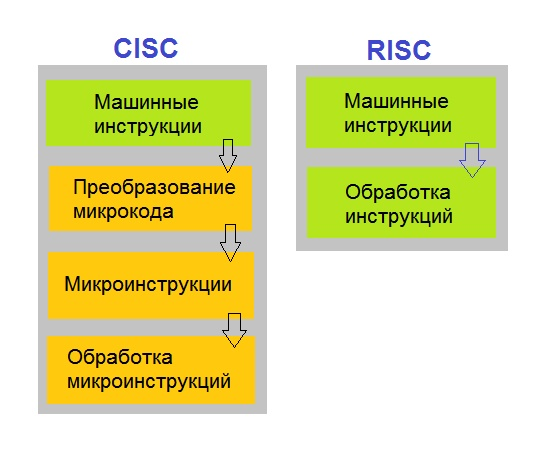 CISC
Машинные
инструкции
Преобразование
микрокода
Микроинструкции
Обработка
микроинструкций
RISC
Машинные
инструкции
Обработка
инструкций